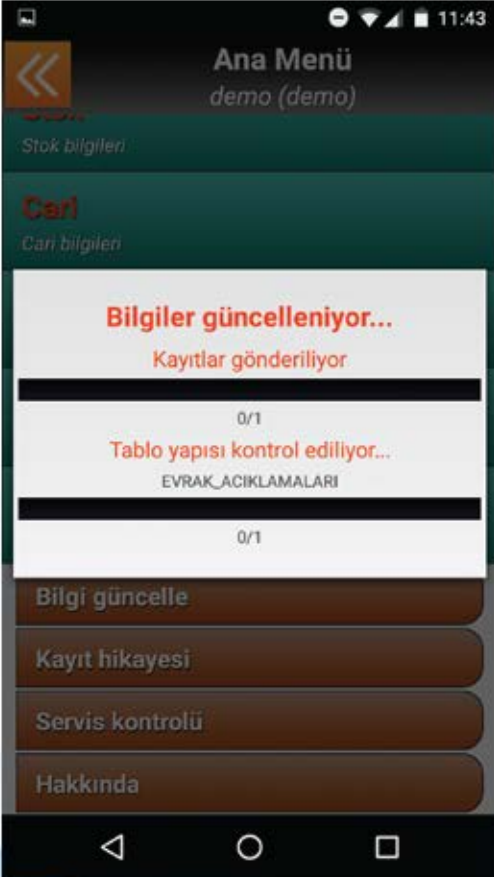 11:43
Ana Menü
demo (demo)
Stok bilgileri
Cari
Cari bilgileri
Bilgiler güncelleniyor...
Kayıtlar gönderiliyor
0/1
Tablo yapısı kontrol ediliyor...
EVRAK_ACIKLAMALARI
0/1
Bilgi güncelle
Kayıt hikayesi
Servis kontrolü
Hakkında